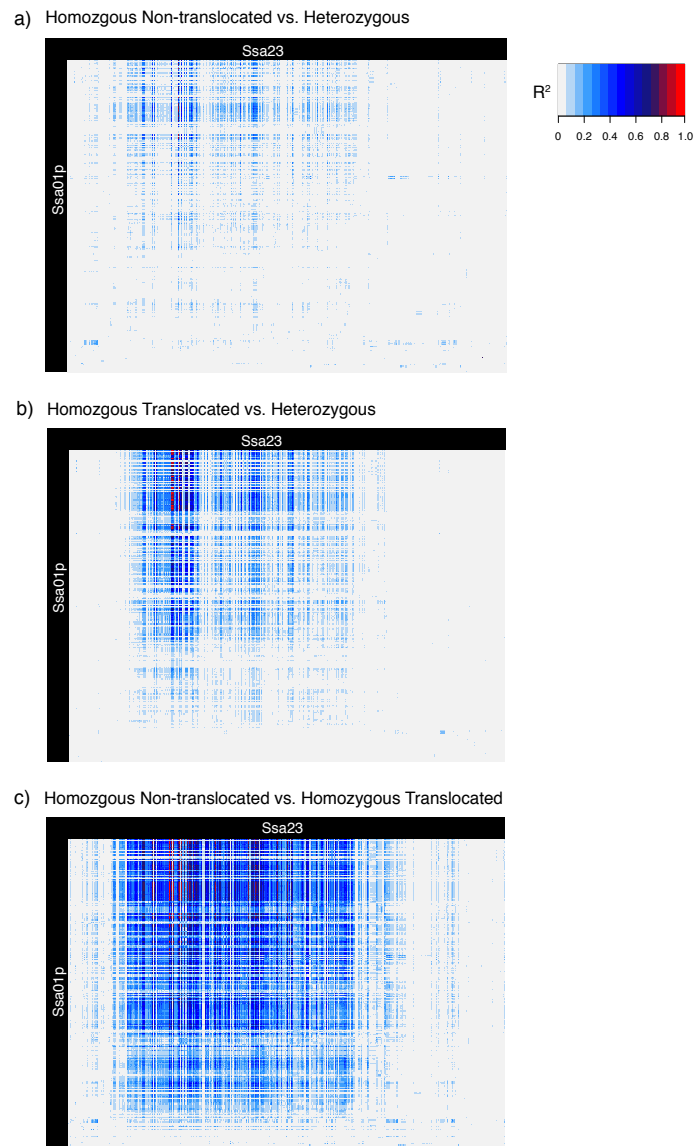 a) Homozgous Non-translocated vs. Heterozygous
Ssa23
Ssa01p
R²
0 0.2 0.4 0.6 0.8 1.0
b) Homozgous Translocated vs. Heterozygous
Ssa23
Ssa01p
c) Homozgous Non-translocated vs. Homozygous Translocated
Ssa23
Ssa01p